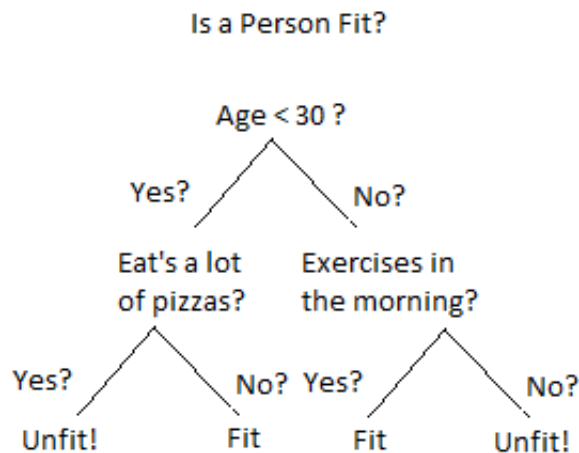 Is a Person Fit?
Age < 30 ?
Yes?
No?
Eat's a lot
of pizzas?
Exercises in
the morning?
Yes?
No?
Yes?
No?
Unfit!
Fit
Fit
Unfit!